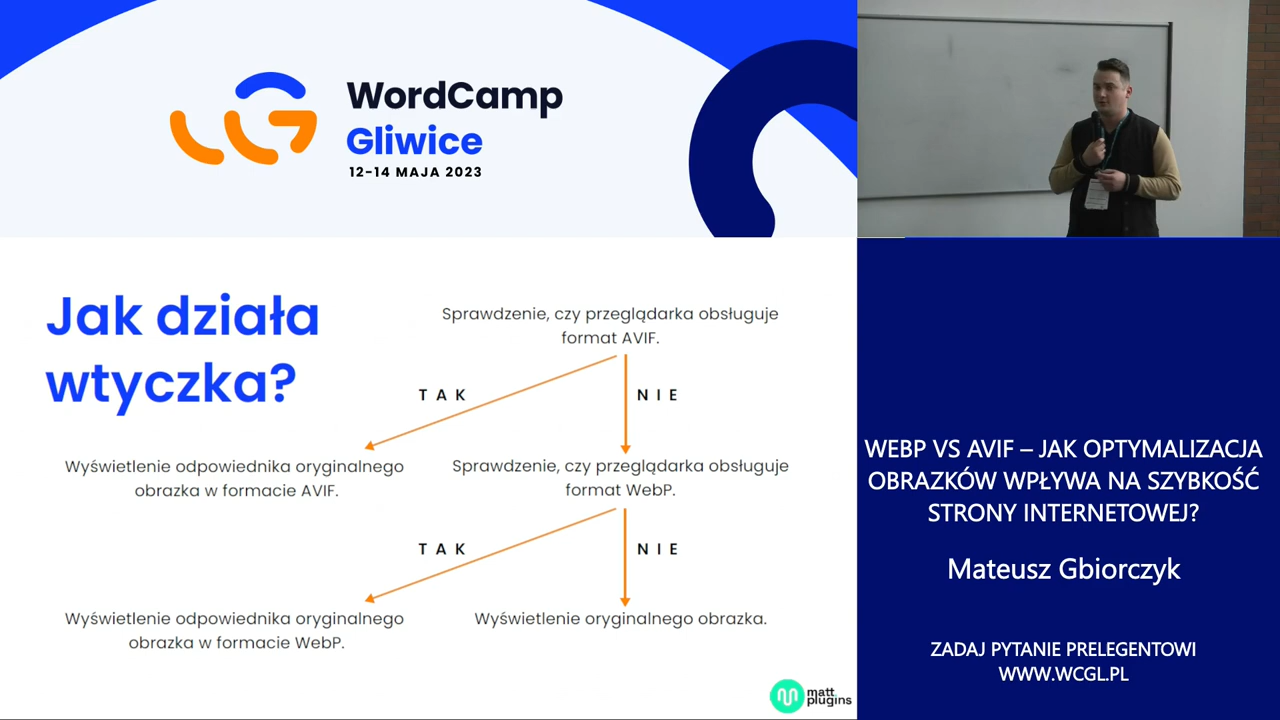 WordCamp
Gliwice
12-14 MAJA 2023
Jak działa
wtyczka?
Sprawdzenie, czy przeglądarka obsługuje
format AVIF.
TAK
NIE
Wyświetlenie odpowiednika oryginalnego
obrazka w formacie AVIF.
Sprawdzenie, czy przeglądarka obsługuje
format WebP.
TAK
NIE
Wyświetlenie odpowiednika oryginalnego
obrazka w formacie WebP.
Wyświetlenie oryginalnego obrazka.
matt
plugins
WEBP VS AVIF – JAK OPTYMALIZACJA
OBRAZKÓW WPŁYWA NA SZYBKOŚĆ
STRONY INTERNETOWEJ?
Mateusz Gbiorczyk
ZADAJ PYTANIE PRELEGENTOWI
WWW.WCGL.PL